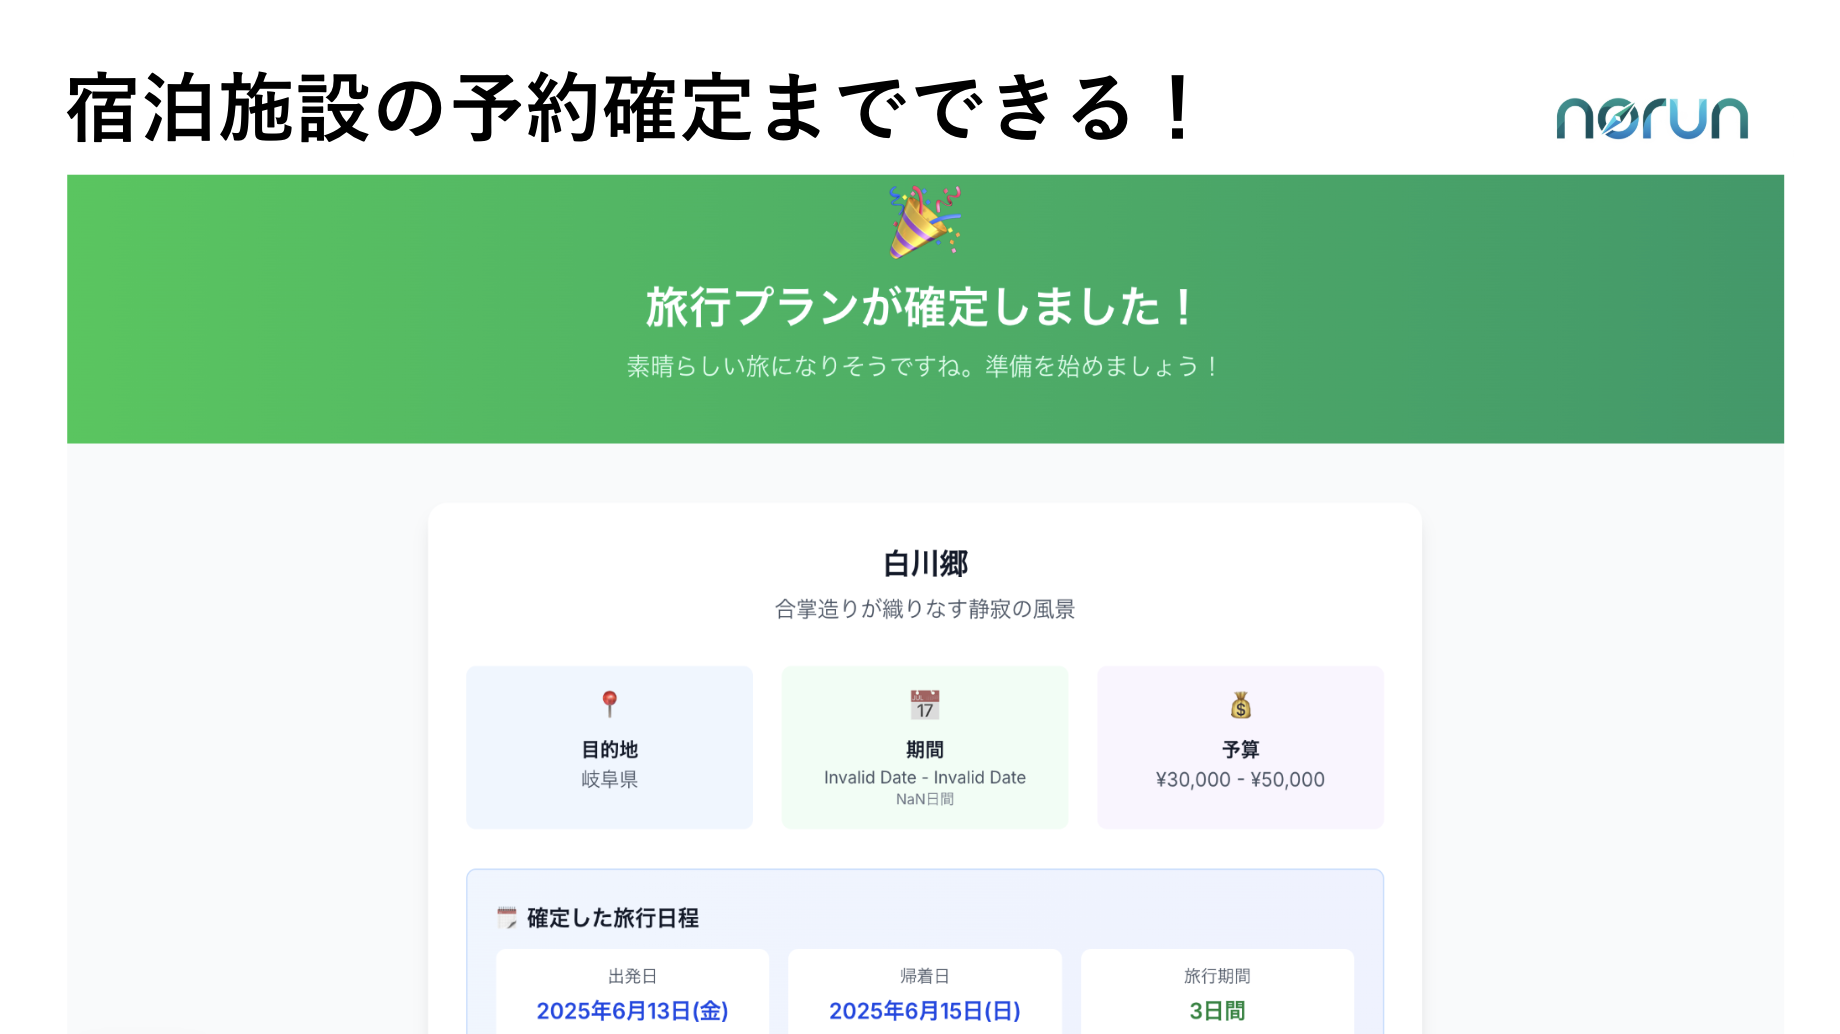 宿泊施設の予約確定までできる！
norun
旅行プランが確定しました！
素晴らしい旅になりそうですね。準備を始めましょう！
白川郷
合掌造りが織りなす静寂の風景
目的地
岐阜県
17
期間
Invalid Date - Invalid Date
NaN日間
予算
¥30,000 - ¥50,000
確定した旅行日程
出発日
2025年6月13日(金)
帰着日
2025年6月15日(日)
旅行期間
3日間